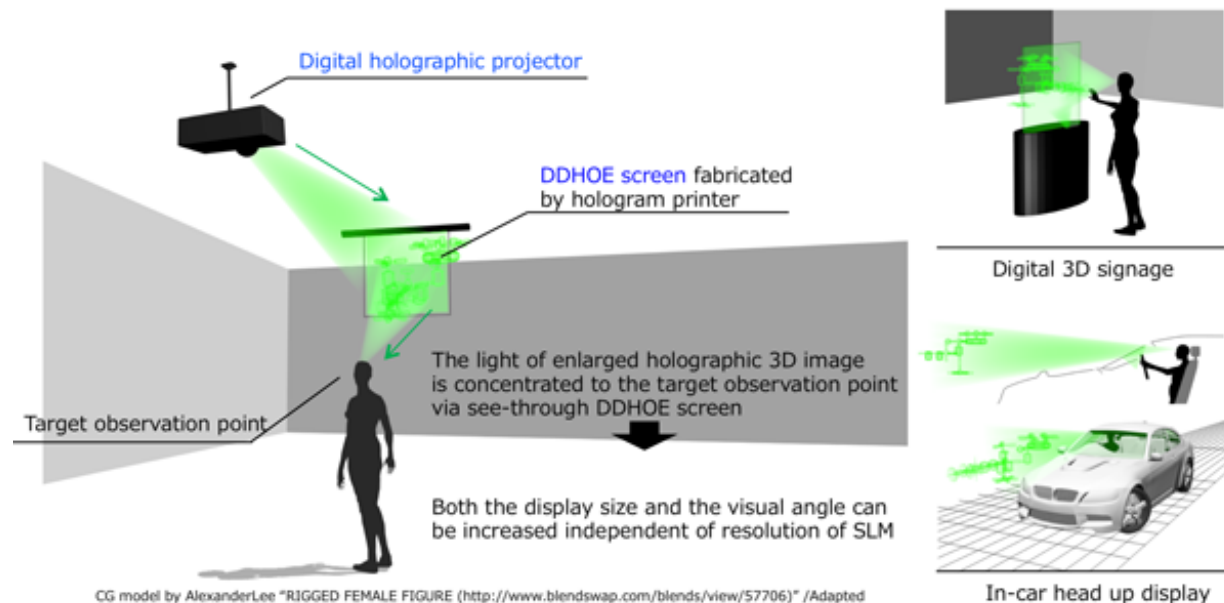 Digital holographic projector
DDHOE screen fabricated
by hologram printer
The light of enlarged holographic 3D image
is concentrated to the target observation point
via see-through DDHOE screen
Target observation point
Both the display size and the visual angle can
be increased independent of resolution of SLM
CG model by AlexanderLee "RIGGED FEMALE FIGURE (http://www.blendswap.com/blends/view/57706)" /Adapted
Digital 3D signage
In-car head up display